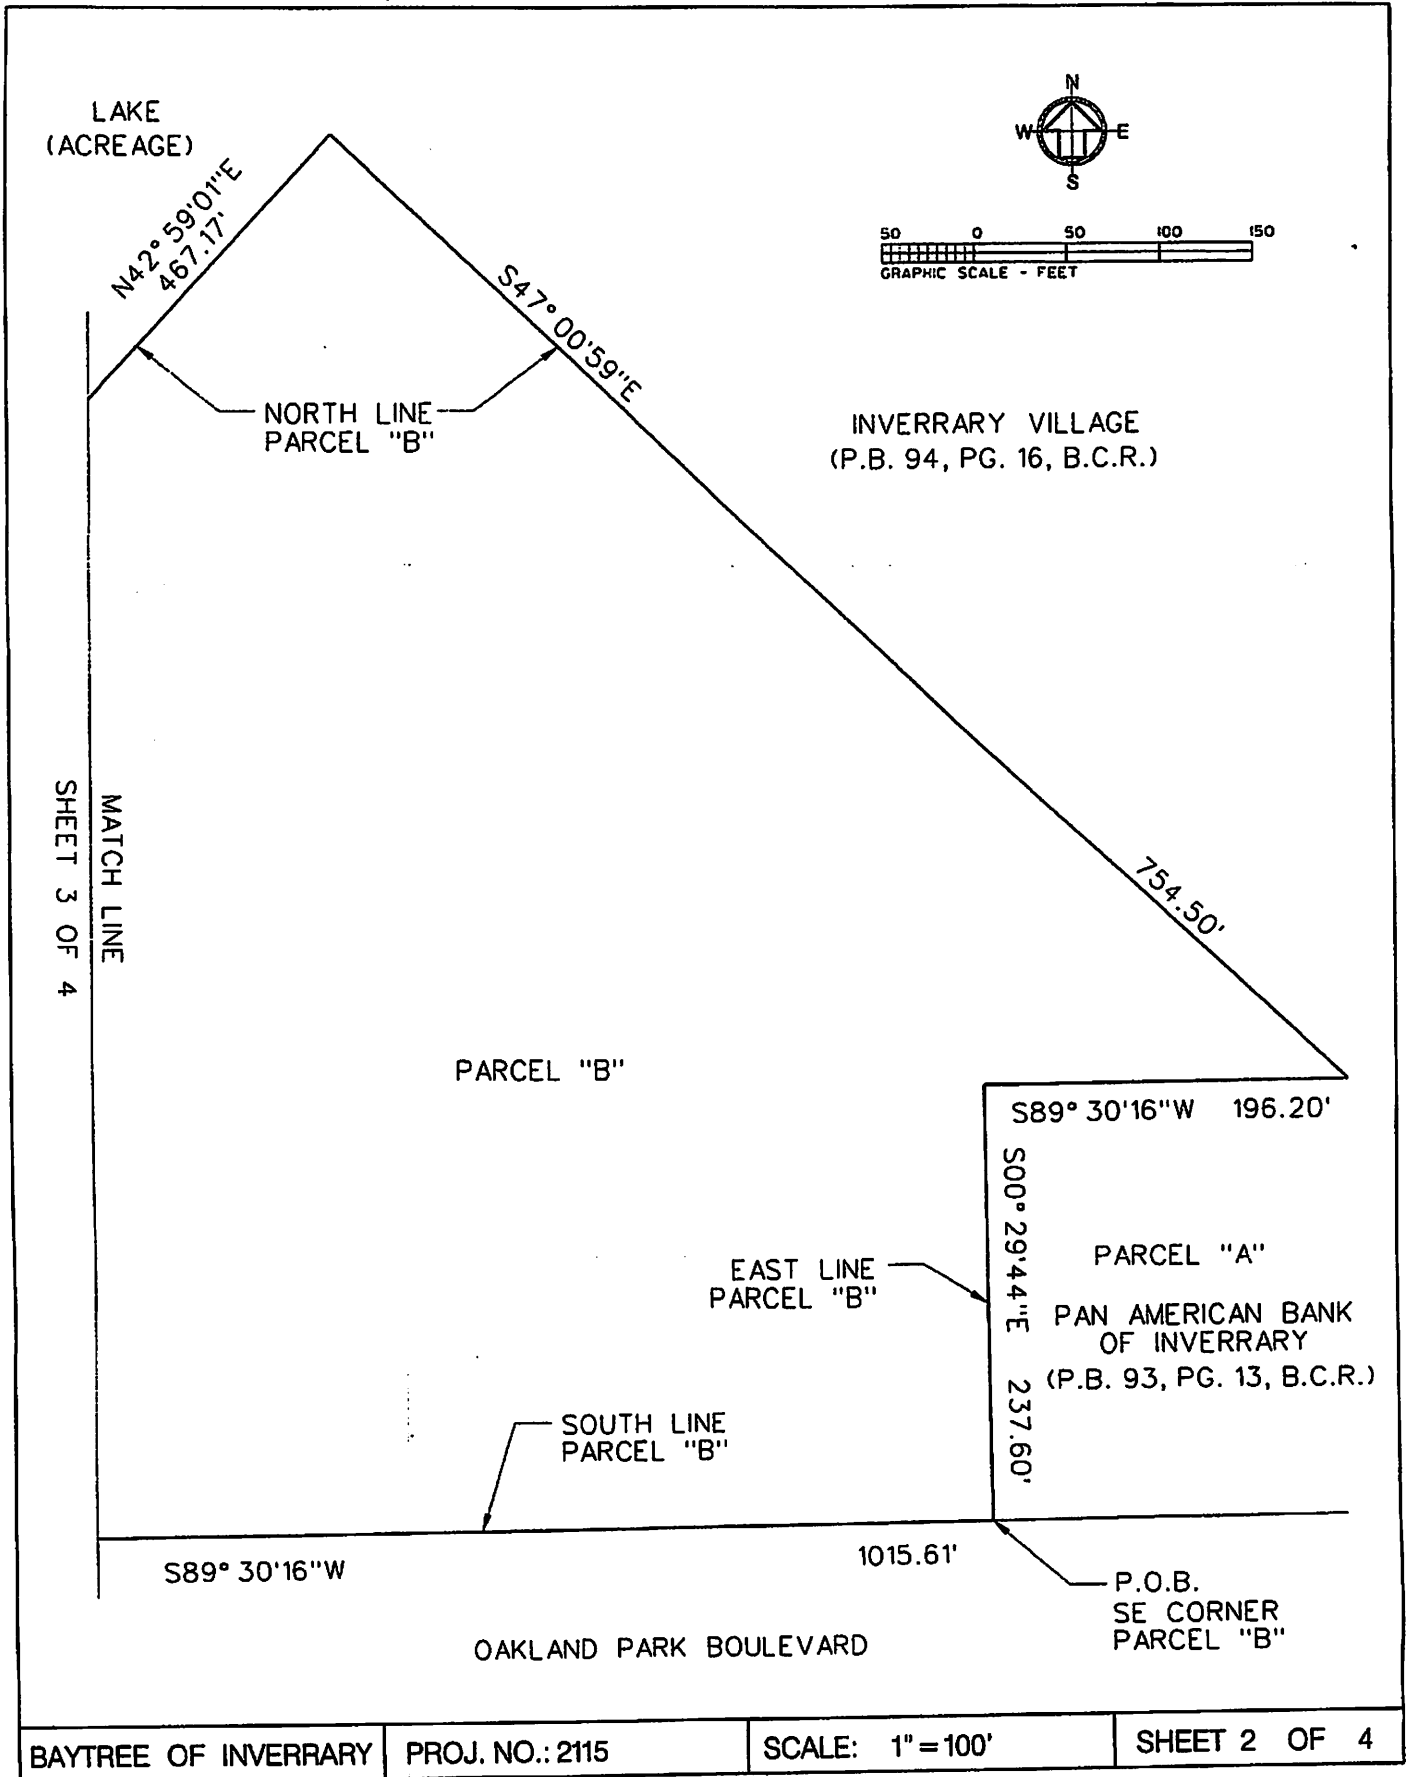 LAKE
(ACREAGE)
N42° 59'01"E
467.17'
N
W E
S
50 0 50 100 150
GRAPHIC SCALE - FEET
S47° 00'59"E
NORTH LINE
PARCEL "B"
INVERRARY VILLAGE
(P.B. 94, PG. 16, B.C.R.)
MATCH LINE
SHEET 3 OF 4
754.50'
PARCEL "B"
S89° 30'16"W 196.20'
S00° 29'44"E 237.60'
PARCEL "A"
EAST LINE
PARCEL "B"
PAN AMERICAN BANK
OF INVERRARY
(P.B. 93, PG. 13, B.C.R.)
SOUTH LINE
PARCEL "B"
S89° 30'16"W 1015.61'
P.O.B.
SE CORNER
PARCEL "B"
OAKLAND PARK BOULEVARD
BAYTREE OF INVERRARY PROJ. NO.: 2115 SCALE: 1"=100' SHEET 2 OF 4